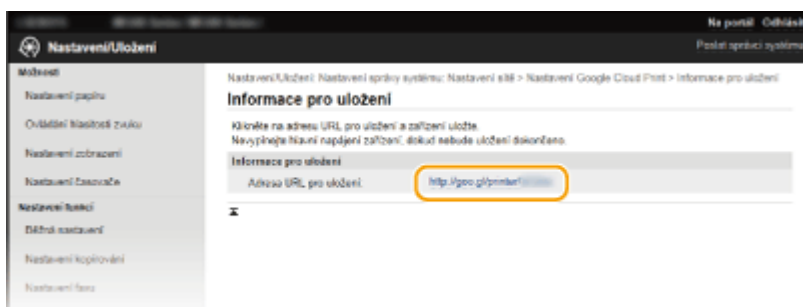 Na portál Odhlásit
Nastavení/Uložení
Poslat správci systému
Možnosti
Nastavení papíru
Ovládání hlasitosti zvuku
Nastavení zobrazení
Nastavení časovače
Nastavení funkcí
Běžná nastavení
Nastavení kopírování
Nastavení faxu
Nastavení/Uložení: Nastavení správy systému: Nastavení sítě > Nastavení Google Cloud Print > Informace pro uložení
Informace pro uložení
Klikněte na adresu URL pro uložení a zařízení uložte.
Nevypínejte hlavní napájení zařízení, dokud nebude uložení dokončeno.
Informace pro uložení
Adresa URL pro uložení: http://goo.gl/printer/